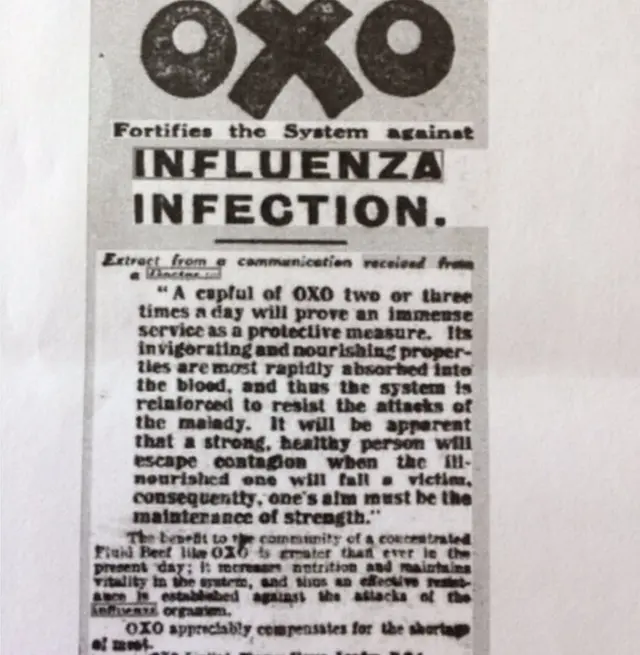 OXO
Fortifies the System against
INFLUENZA
INFECTION.
Extract from a communication received from
a Doctor:—
"A cupful of OXO two or three
times a day will prove an immense
service as a protective measure. Its
invigorating and nourishing proper-
ties are most rapidly absorbed into
the blood, and thus the system is
reinforced to resist the attacks of
the malady. It will be apparent
that a strong, healthy person will
escape contagion when the ill-
nourished one will fall a victim,
consequently, one's aim must be the
maintenance of strength."
The benefit to the community of a concentrated
Fluid Beef like OXO is greater than ever in the
present day; it increases nutrition and maintains
vitality in the system, and thus an effective resist-
ance is established against the attacks of the
influenza organism.
OXO appreciably compensates for the shortage
of meat.